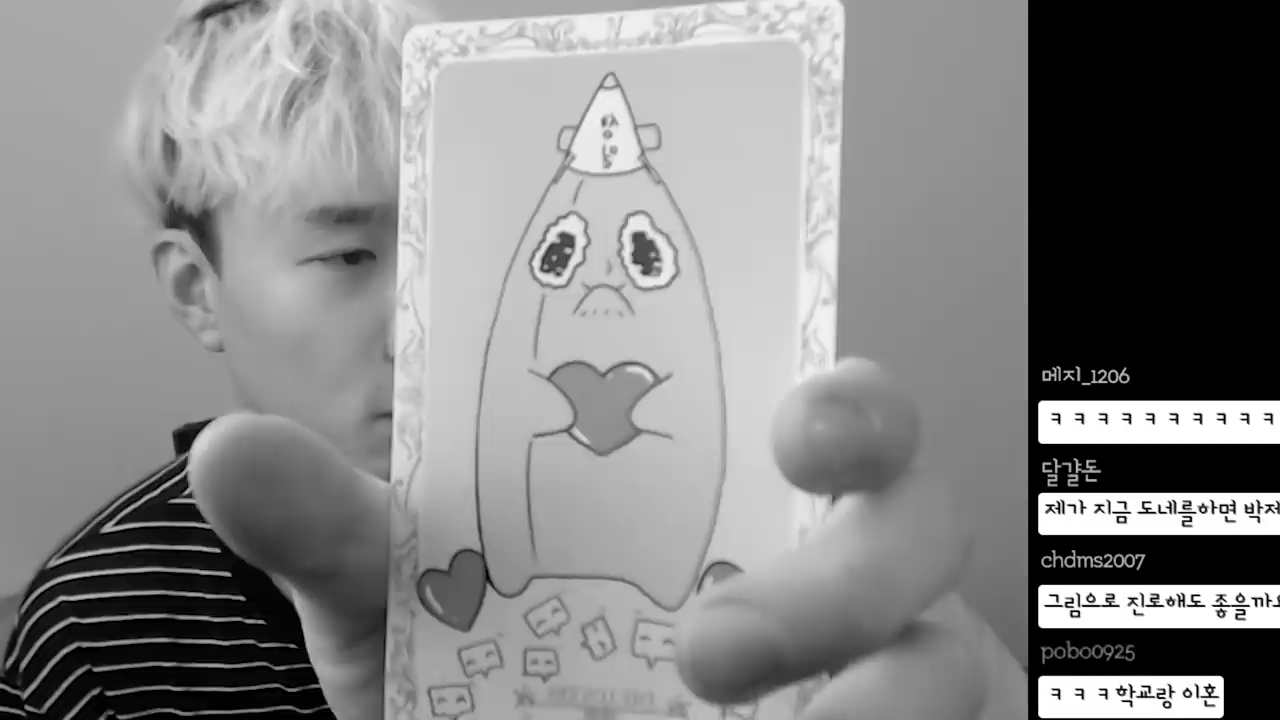 메지_1206
ㅋㅋㅋㅋㅋㅋㅋㅋㅋㅋ
달걀돈
제가 지금 도네를하면 박제
chdms2007
그림으로 진로해도 좋을까요
pobo0925
ㅋㅋㅋ학교랑 이혼